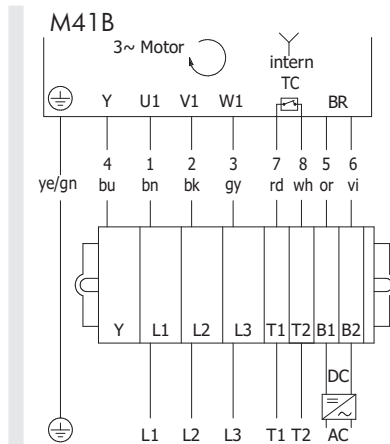 M41B
3~ Motor
intern
TC
Y U1 V1 W1 BR
4 1 2 3 7 8 5 6
ye/gn bu bn bk gy rd wh or vi
Y L1 L2 L3 T1 T2 B1 B2
DC
= ~
L1 L2 L3 T1 T2 AC